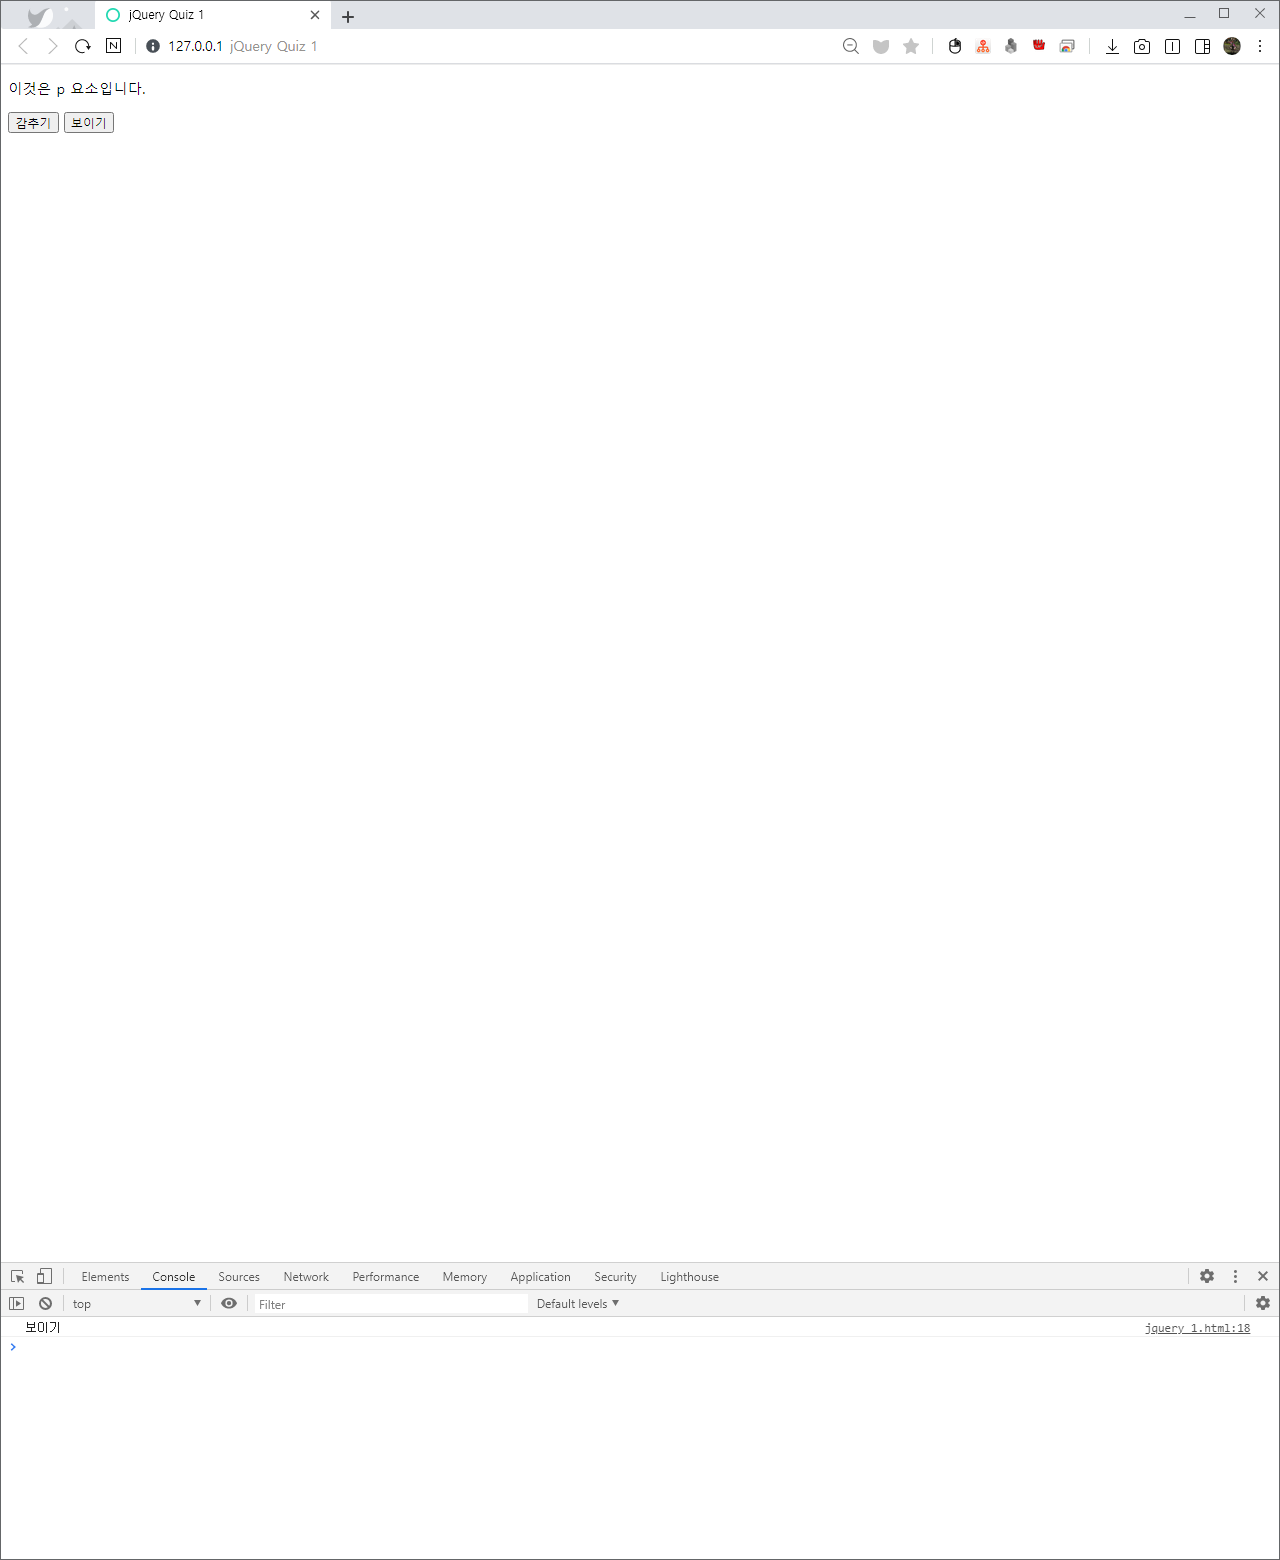 jQuery Quiz 1
N 127.0.0.1 jQuery Quiz 1
이것은 p 요소입니다.
감추기 보이기
Elements Console Sources Network Performance Memory Application Security Lighthouse
top Filter Default levels
보이기 jquery_1.html:18